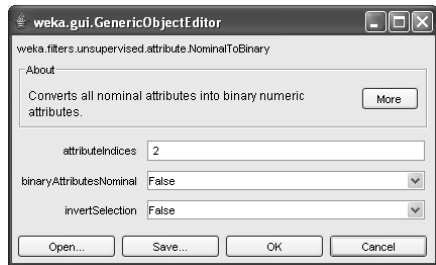 weka.gui.GenericObjectEditor
weka.filters.unsupervised.attribute.NominalToBinary
About
Converts all nominal attributes into binary numeric
attributes.
More
attributeIndices 2
binaryAttributesNominal False
invertSelection False
Open... Save... OK Cancel